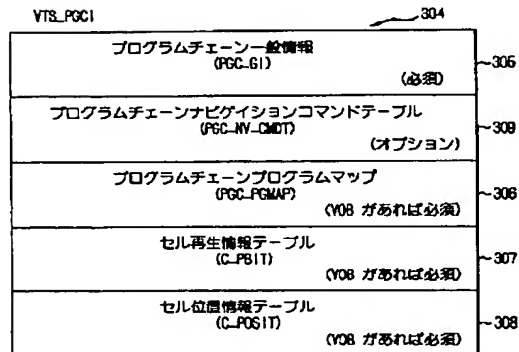 VTS_PGCI
304
プログラムチェーン一般情報
(PGC_GI)
(必須)
305
プログラムチェーンナビゲイションコマンドテーブル
(PGC_NV_CMDT)
(オプション)
309
プログラムチェーンプログラムマップ
(PGC_PGMAP)
(VOB があれば必須)
306
セル再生情報テーブル
(C_PBIT)
(VOB があれば必須)
307
セル位置情報テーブル
(C_POSIT)
(VOB があれば必須)
308